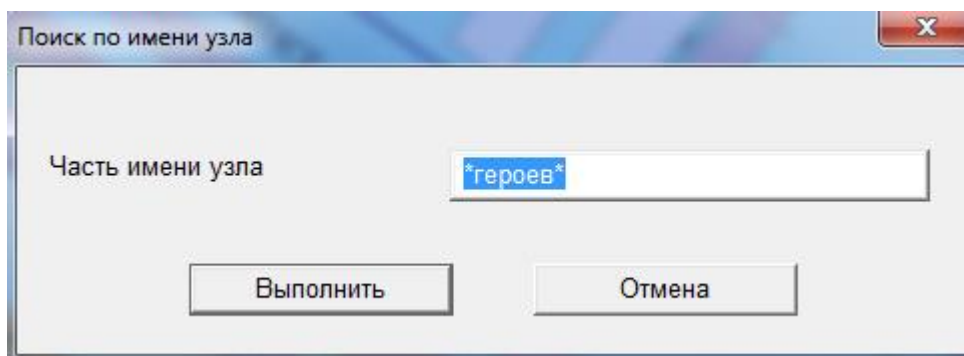 Поиск по имени узла
Часть имени узла
*героев*
Выполнить
Отмена